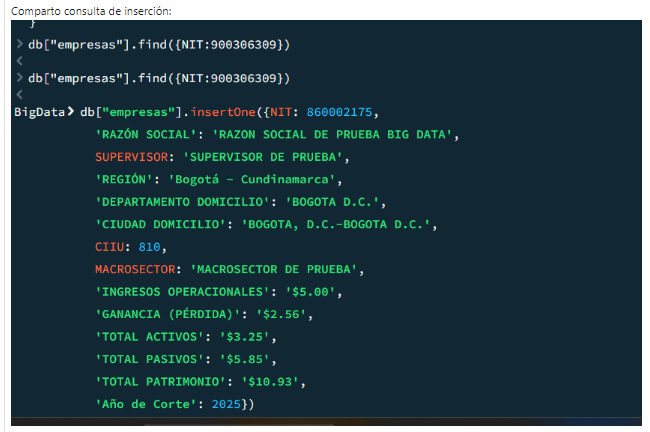 Comparto consulta de inserción:
}
> db["empresas"].find({NIT:900306309})
<
> db["empresas"].find({NIT:900306309})
<
BigData> db["empresas"].insertOne({NIT: 860002175,
'RAZÓN SOCIAL': 'RAZON SOCIAL DE PRUEBA BIG DATA',
SUPERVISOR: 'SUPERVISOR DE PRUEBA',
'REGIÓN': 'Bogotá - Cundinamarca',
'DEPARTAMENTO DOMICILIO': 'BOGOTA D.C.',
'CIUDAD DOMICILIO': 'BOGOTA, D.C.-BOGOTA D.C.',
CIIU: 810,
MACROSECTOR: 'MACROSECTOR DE PRUEBA',
'INGRESOS OPERACIONALES': '$5.00',
'GANANCIA (PÉRDIDA)': '$2.56',
'TOTAL ACTIVOS': '$3.25',
'TOTAL PASIVOS': '$5.85',
'TOTAL PATRIMONIO': '$10.93',
'Año de Corte': 2025})